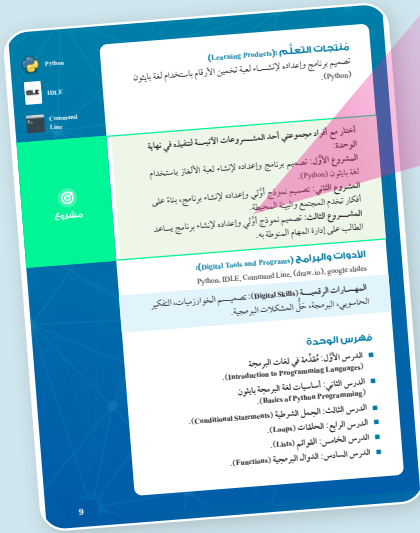 مُنتَجات التعلُّم (Learning Products):
تصميم برنامج وإعداده لإنشاء لعبة تخمين الأرقام باستخدام لغة بايثون
(Python).
Python
IDLE
Command
Line
مشروع
أختار مع أفراد مجموعتي أحد المشروعات الآتية لتنفيذه في نهاية
الوحدة:
المشروع الأوَّل: تصميم برنامج وإعداده لإنشاء لعبة الألغاز باستخدام
لغة بايثون (Python).
المشروع الثاني: تصميم نموذج أوَّلي وإعداده لإنشاء برنامج، بناءً على
أفكار تخدم المجتمع والبيئة المحيطة.
المشروع الثالث: تصميم نموذج أوَّلي وإعداده لإنشاء برنامج يساعد
الطالب على إدارة المهام المنوطة به.
الأدوات والبرامج (Digital Tools and Programs):
Python, IDLE, Command Line, (draw.io), google slides
المهارات الرقمية (Digital Skills): تصميم الخوارزميات، التفكير
الحاسوبي، البرمجة، حَلُّ المشكلات البرمجية.
فهرس الوحدة
الدرس الأوَّل: مُقدِّمة في لغات البرمجة
(Introduction to Programming Languages).
الدرس الثاني: أساسيات لغة البرمجة بايثون
(Basics of Python Programming).
الدرس الثالث: الجمل الشرطية (Conditional Statements).
الدرس الرابع: الحلقات (Loops).
الدرس الخامس: القوائم (Lists).
الدرس السادس: الدوال البرمجية (Functions).
9